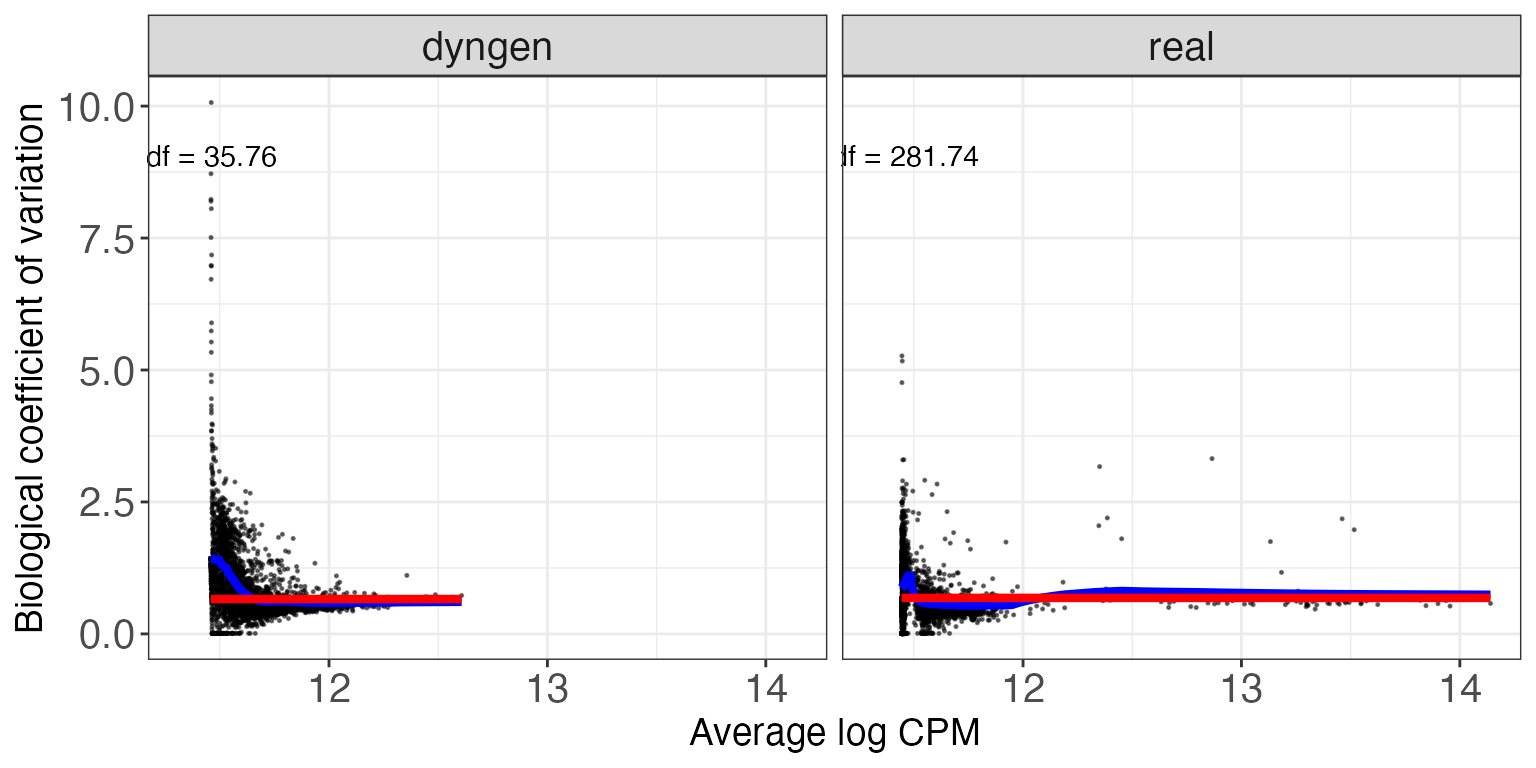 dyngen
real
Biological coefficient of variation
10.0
7.5
5.0
2.5
0.0
df = 35.76
df = 281.74
12
13
14
12
13
14
Average log CPM